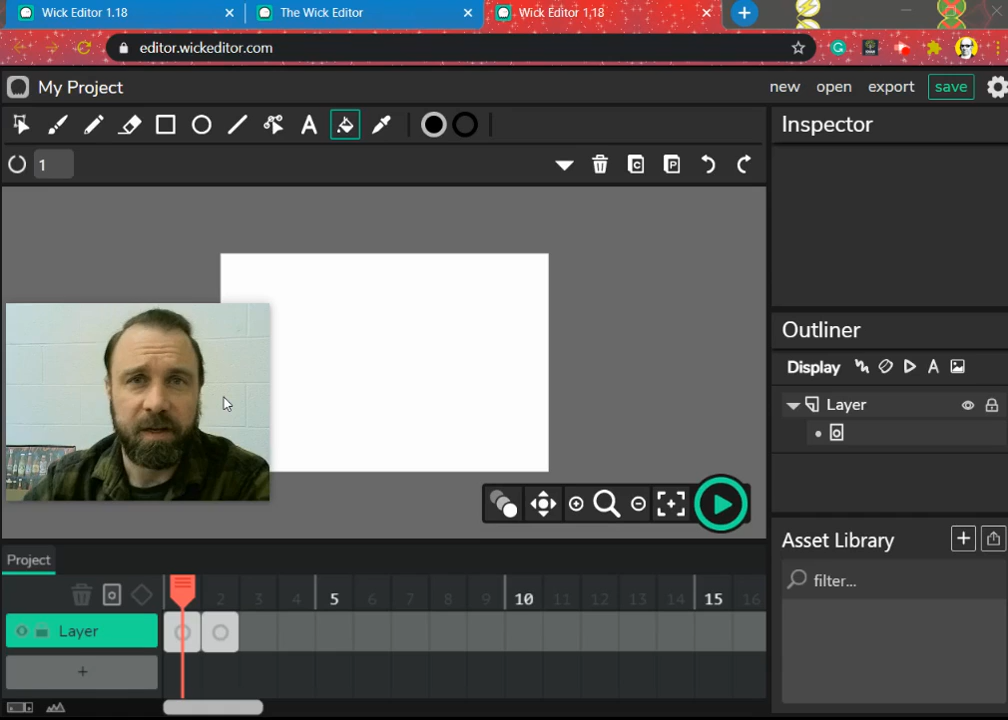 Wick Editor 1.18
The Wick Editor
Wick Editor 1.18
editor.wickeditor.com
My Project
new
open
export
save
Inspector
A
1
C
P
Outliner
Display
A
Layer
Asset Library
filter...
Project
2 3 4 5 6 7 8 9 10 11 12 13 14 15 16
Layer